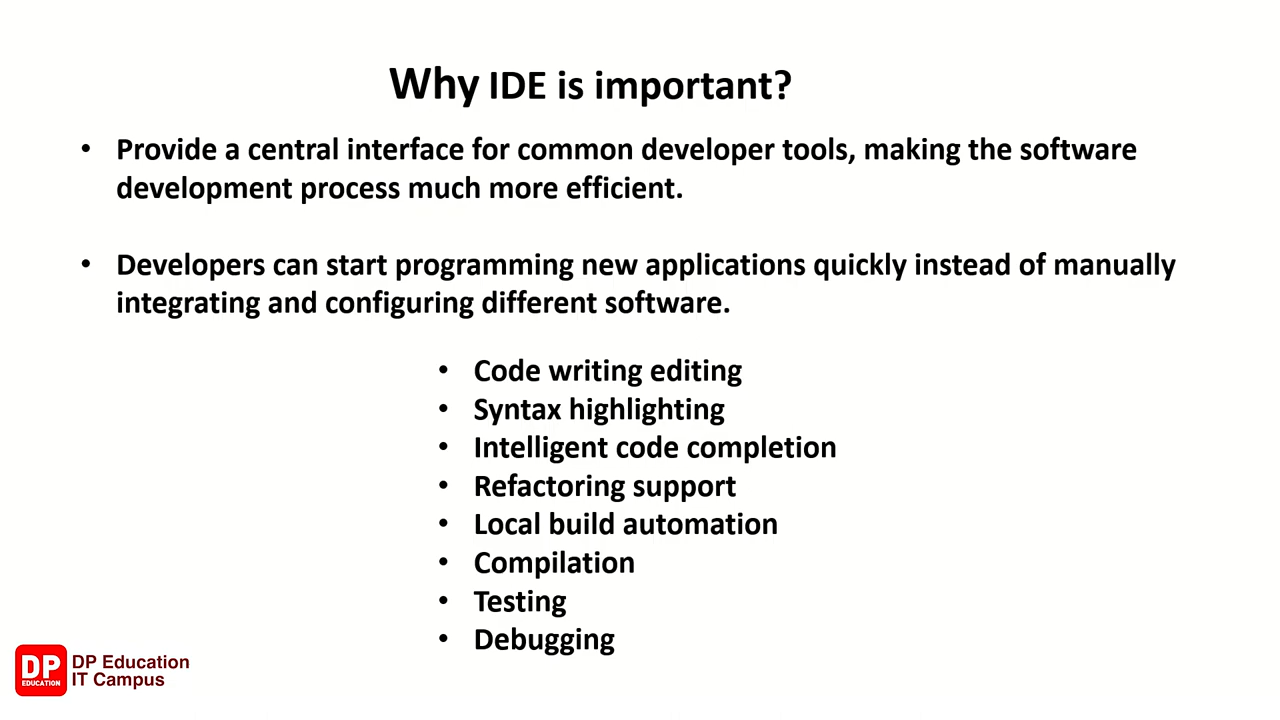 Why IDE is important?
• Provide a central interface for common developer tools, making the software
development process much more efficient.
• Developers can start programming new applications quickly instead of manually
integrating and configuring different software.
• Code writing editing
• Syntax highlighting
• Intelligent code completion
• Refactoring support
• Local build automation
• Compilation
• Testing
• Debugging
DP
EDUCATION
DP Education
IT Campus